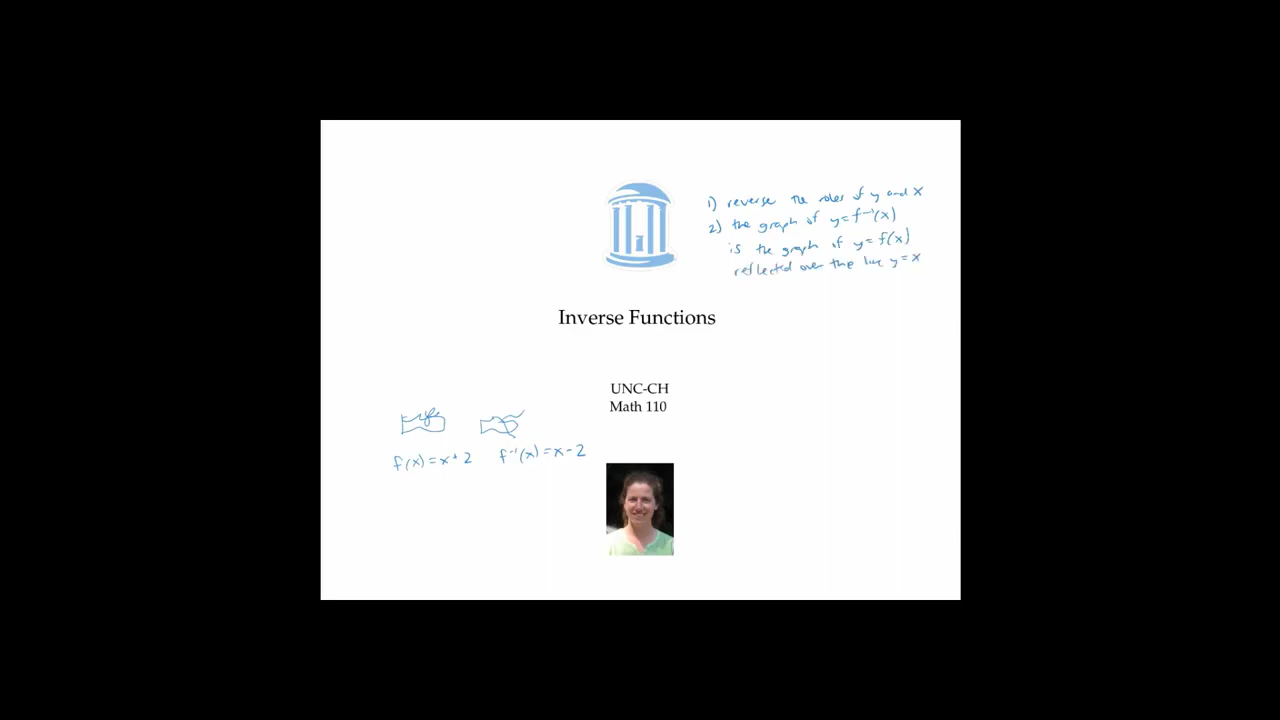 1) reverse the roles of y and x
2) the graph of y = f⁻¹(x)
is the graph of y = f(x)
reflected over the line y = x
Inverse Functions
UNC-CH
Math 110
f(x) = x + 2 f⁻¹(x) = x - 2